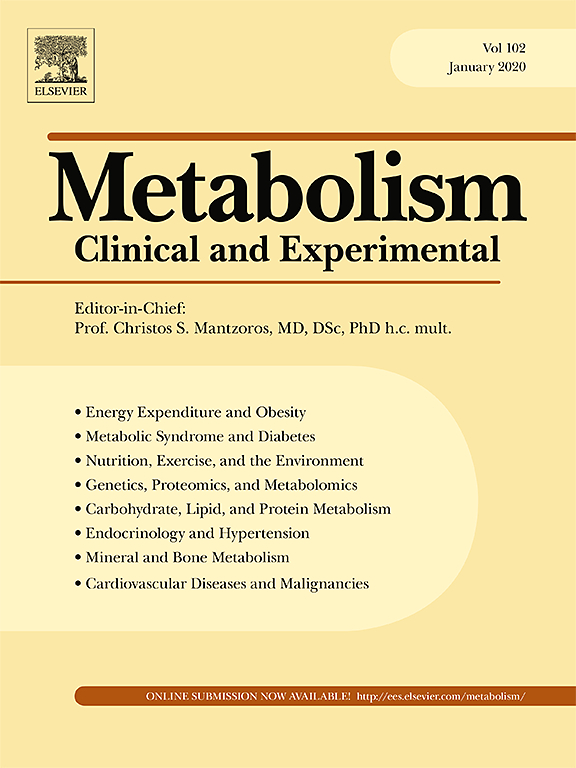 Vol 102
January 2020
ELSEVIER
Metabolism
Clinical and Experimental
Editor-in-Chief:
Prof. Christos S. Mantzoros, MD, DSc, PhD h.c. mult.
• Energy Expenditure and Obesity
• Metabolic Syndrome and Diabetes
• Nutrition, Exercise, and the Environment
• Genetics, Proteomics, and Metabolomics
• Carbohydrate, Lipid, and Protein Metabolism
• Endocrinology and Hypertension
• Mineral and Bone Metabolism
• Cardiovascular Diseases and Malignancies
ONLINE SUBMISSION NOW AVAILABLE! http://ees.elsevier.com/metabolism/